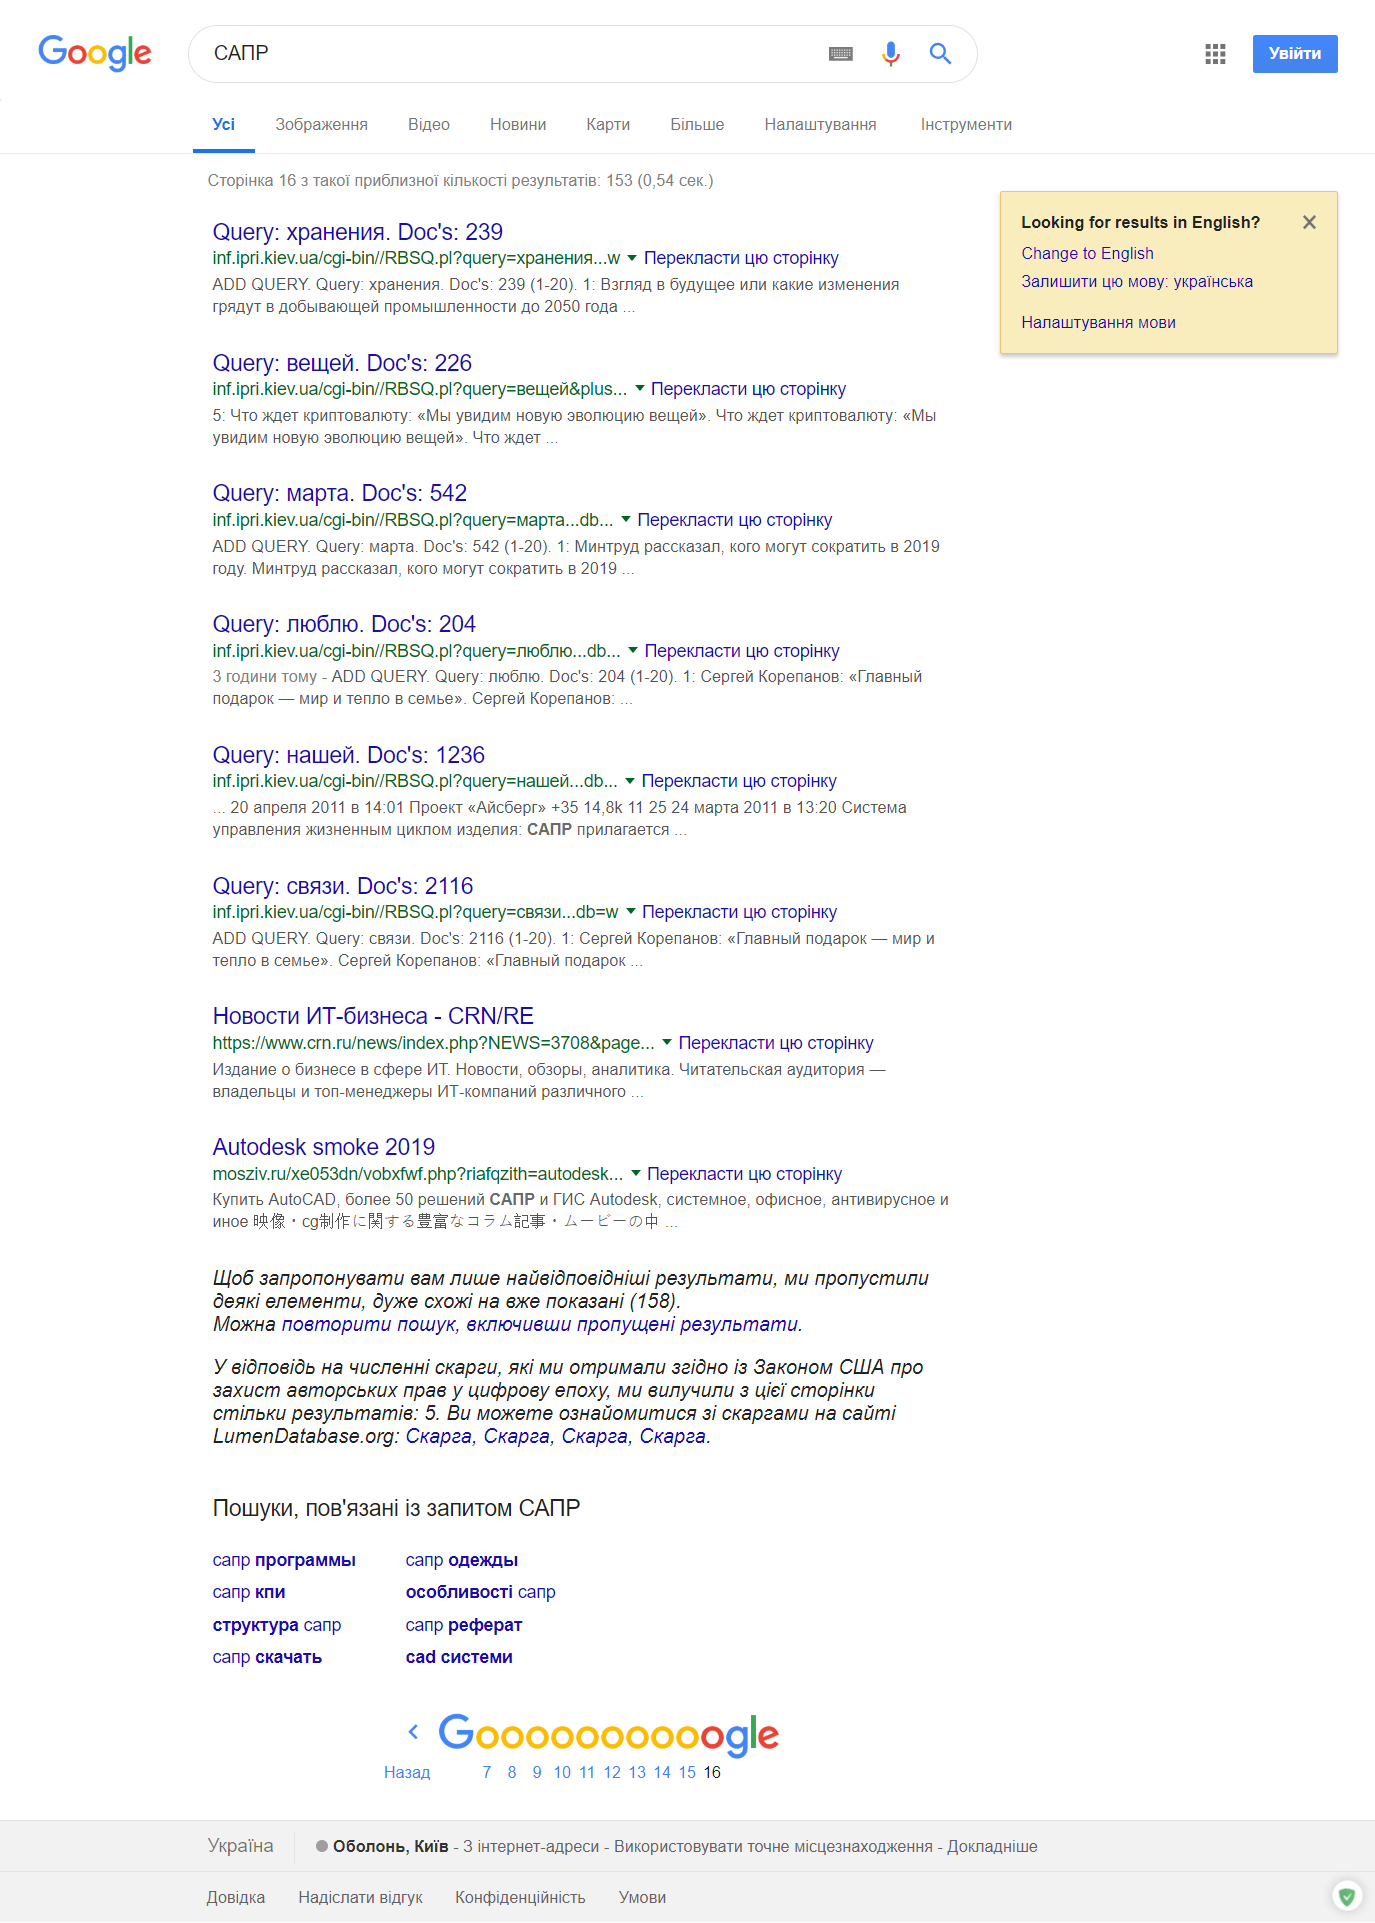 Google
САПР
Увійти
Усі Зображення Відео Новини Карти Більше Налаштування Інструменти
Сторінка 16 з такої приблизної кількості результатів: 153 (0,54 сек.)
Looking for results in English?
Change to English
Залишити цю мову: українська
Налаштування мови
Query: хранения. Doc's: 239
inf.ipri.kiev.ua/cgi-bin//RBSQ.pl?query=хранения...w Перекласти цю сторінку
ADD QUERY. Query: хранения. Doc's: 239 (1-20). 1: Взгляд в будущее или какие изменения
грядут в добывающей промышленности до 2050 года ...
Query: вещей. Doc's: 226
inf.ipri.kiev.ua/cgi-bin//RBSQ.pl?query=вещей&plus... Перекласти цю сторінку
5: Что ждет криптовалюту: «Мы увидим новую эволюцию вещей». Что ждет криптовалюту: «Мы
увидим новую эволюцию вещей». Что ждет ...
Query: марта. Doc's: 542
inf.ipri.kiev.ua/cgi-bin//RBSQ.pl?query=марта...db... Перекласти цю сторінку
ADD QUERY. Query: марта. Doc's: 542 (1-20). 1: Минтруд рассказал, кого могут сократить в 2019
году. Минтруд рассказал, кого могут сократить в 2019 ...
Query: люблю. Doc's: 204
inf.ipri.kiev.ua/cgi-bin//RBSQ.pl?query=люблю...db... Перекласти цю сторінку
3 години тому - ADD QUERY. Query: люблю. Doc's: 204 (1-20). 1: Сергей Корепанов: «Главный
подарок — мир и тепло в семье». Сергей Корепанов: ...
Query: нашей. Doc's: 1236
inf.ipri.kiev.ua/cgi-bin//RBSQ.pl?query=нашей...db... Перекласти цю сторінку
... 20 апреля 2011 в 14:01 Проект «Айсберг» +35 14,8k 11 25 24 марта 2011 в 13:20 Система
управления жизненным циклом изделия: САПР прилагается ...
Query: связи. Doc's: 2116
inf.ipri.kiev.ua/cgi-bin//RBSQ.pl?query=связи...db=w Перекласти цю сторінку
ADD QUERY. Query: связи. Doc's: 2116 (1-20). 1: Сергей Корепанов: «Главный подарок — мир и
тепло в семье». Сергей Корепанов: «Главный подарок ...
Новости ИТ-бизнеса - CRN/RE
https://www.crn.ru/news/index.php?NEWS=3708&page... Перекласти цю сторінку
Издание о бизнесе в сфере ИТ. Новости, обзоры, аналитика. Читательская аудитория —
владельцы и топ-менеджеры ИТ-компаний различного ...
Autodesk smoke 2019
mosziv.ru/xe053dn/vobxfwf.php?riafqzith=autodesk... Перекласти цю сторінку
Купить AutoCAD, более 50 решений САПР и ГИС Autodesk, системное, офисное, антивирусное и
иное 映像・cg制作に関する豊富なコラム記事・ムービーの中 ...
Щоб запропонувати вам лише найвідповідніші результати, ми пропустили
деякі елементи, дуже схожі на вже показані (158).
Можна повторити пошук, включивши пропущені результати.
У відповідь на численні скарги, які ми отримали згідно із Законом США про
захист авторських прав у цифрову епоху, ми вилучили з цієї сторінки
стільки результатів: 5. Ви можете ознайомитися зі скаргами на сайті
LumenDatabase.org: Скарга, Скарга, Скарга, Скарга.
Пошуки, пов'язані із запитом САПР
сапр программы сапр одежды
сапр кпи особливості сапр
структура сапр сапр реферат
сапр скачать cad системи
Goooooooooogle
Назад 7 8 9 10 11 12 13 14 15 16
Україна Оболонь, Київ - З інтернет-адреси - Використовувати точне місцезнаходження - Докладніше
Довідка Надіслати відгук Конфіденційність Умови